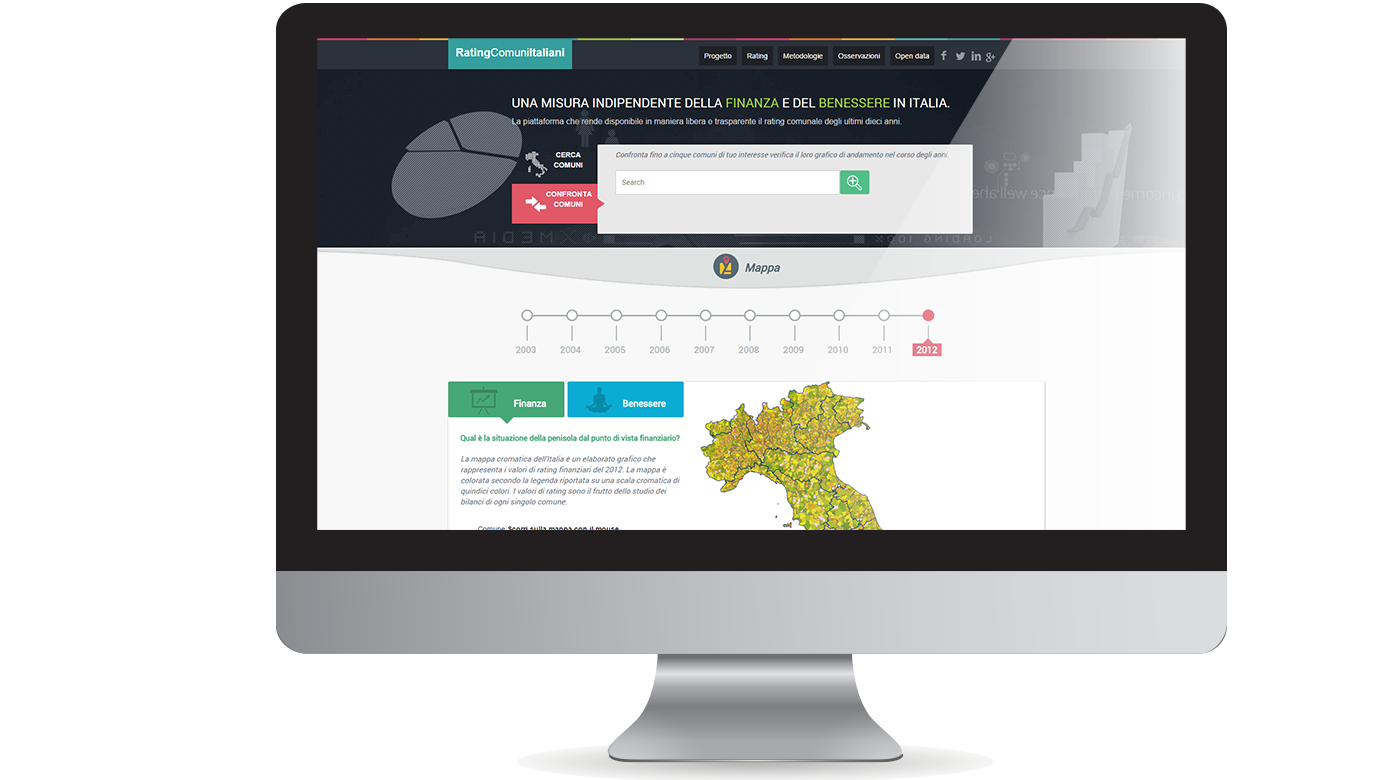 RatingComuniItaliani
Progetto Rating Metodologie Osservazioni Open data
UNA MISURA INDIPENDENTE DELLA FINANZA E DEL BENESSERE IN ITALIA.
La piattaforma che rende disponibile in maniera libera e trasparente il rating comunale degli ultimi dieci anni.
CERCA
COMUNI
Confronta fino a cinque comuni di tuo interesse verifica il loro grafico di andamento nel corso degli anni.
Search
CONFRONTA
COMUNI
MEDIA
LOADING 100%
Mappa
2003 2004 2005 2006 2007 2008 2009 2010 2011 2012
Finanza
Benessere
Qual è la situazione della penisola dal punto di vista finanziario?
La mappa cromatica dell'Italia è un elaborato grafico che
rappresenta i valori di rating finanziari del 2012. La mappa è
colorata secondo la legenda riportata su una scala cromatica di
quindici colori. I valori di rating sono il frutto dello studio dei
bilanci di ogni singolo comune.
Comune Scorri sulla mappa con il mouse